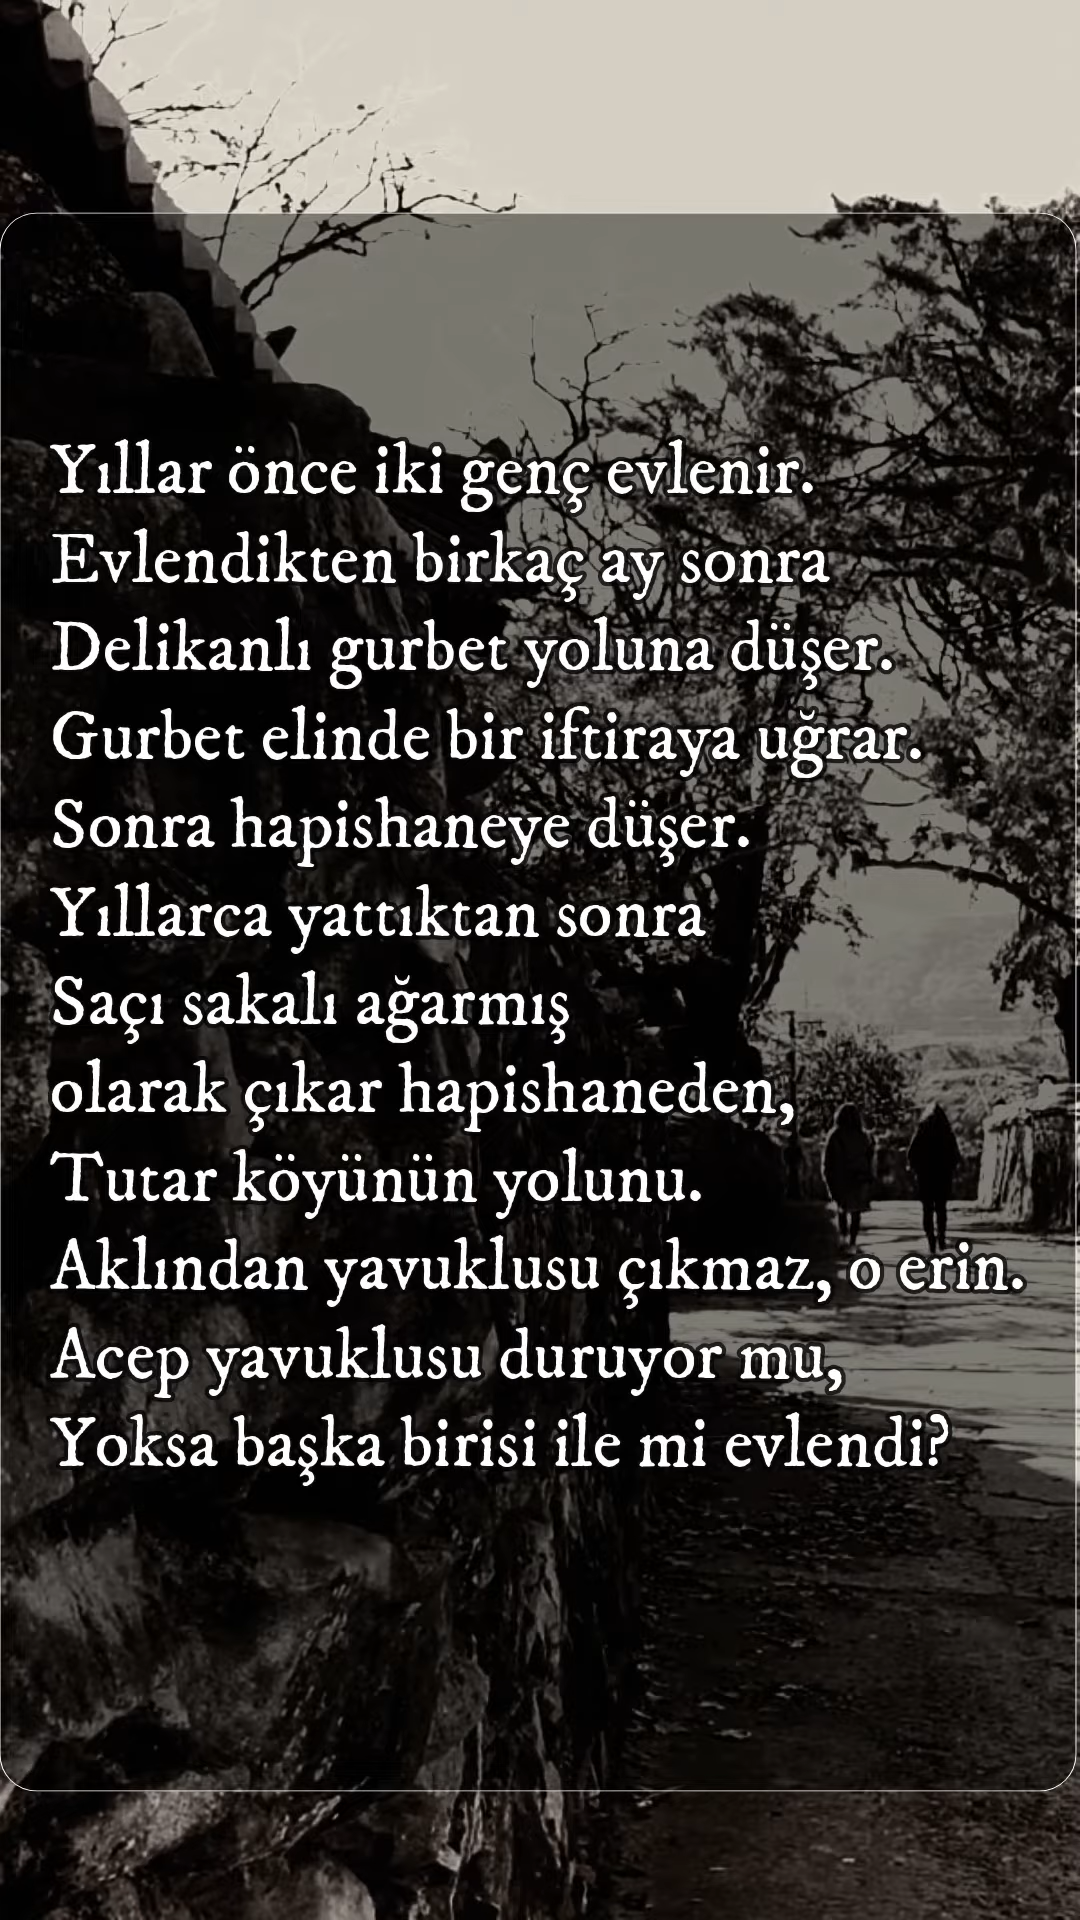 Yıllar önce iki genç evlenir.
Evlendikten birkaç ay sonra
Delikanlı gurbet yoluna düşer.
Gurbet elinde bir iftiraya uğrar.
Sonra hapishaneye düşer.
Yıllarca yattıktan sonra
Saçı sakalı ağarmış
olarak çıkar hapishaneden,
Tutar köyünün yolunu.
Aklından yavuklusu çıkmaz, o erin.
Acep yavuklusu duruyor mu,
Yoksa başka birisi ile mi evlendi?